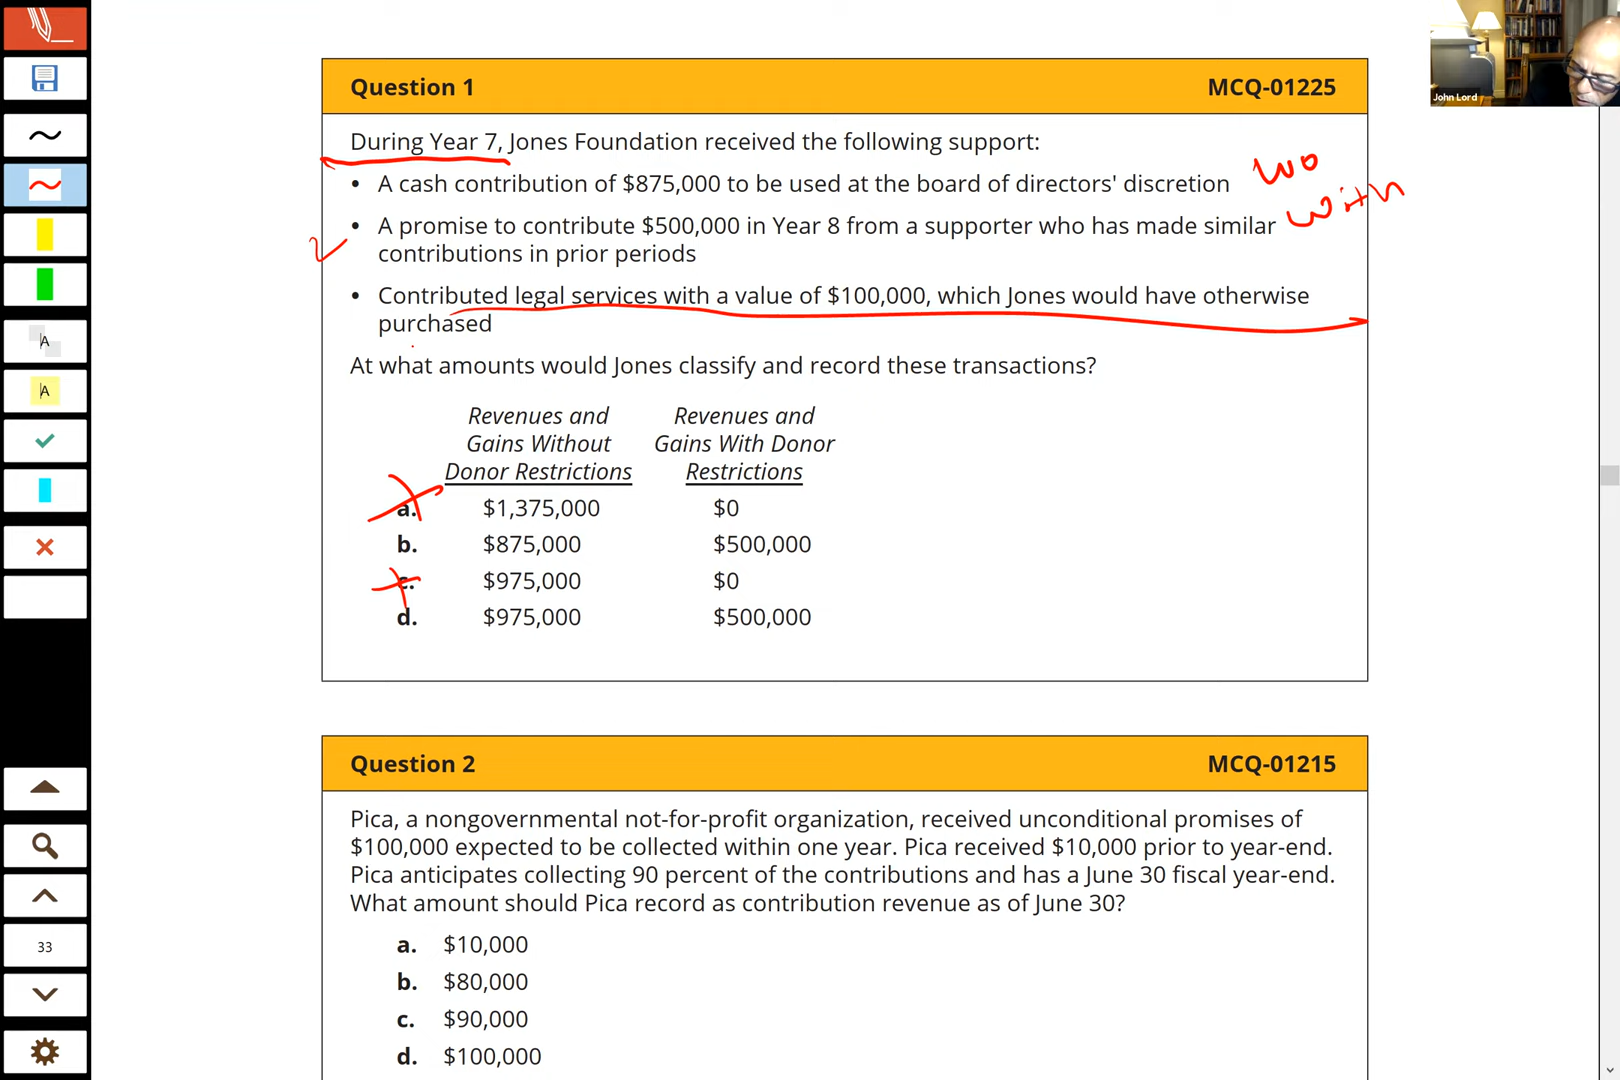 John Lord
Question 1 MCQ-01225
During Year 7, Jones Foundation received the following support:
• A cash contribution of $875,000 to be used at the board of directors' discretion wo
• A promise to contribute $500,000 in Year 8 from a supporter who has made similar with
contributions in prior periods
• Contributed legal services with a value of $100,000, which Jones would have otherwise
purchased
At what amounts would Jones classify and record these transactions?
Revenues and Revenues and
Gains Without Gains With Donor
Donor Restrictions Restrictions
a. $1,375,000 $0
b. $875,000 $500,000
c. $975,000 $0
d. $975,000 $500,000
Question 2 MCQ-01215
Pica, a nongovernmental not-for-profit organization, received unconditional promises of
$100,000 expected to be collected within one year. Pica received $10,000 prior to year-end.
Pica anticipates collecting 90 percent of the contributions and has a June 30 fiscal year-end.
What amount should Pica record as contribution revenue as of June 30?
a. $10,000
b. $80,000
c. $90,000
d. $100,000
A
A
33